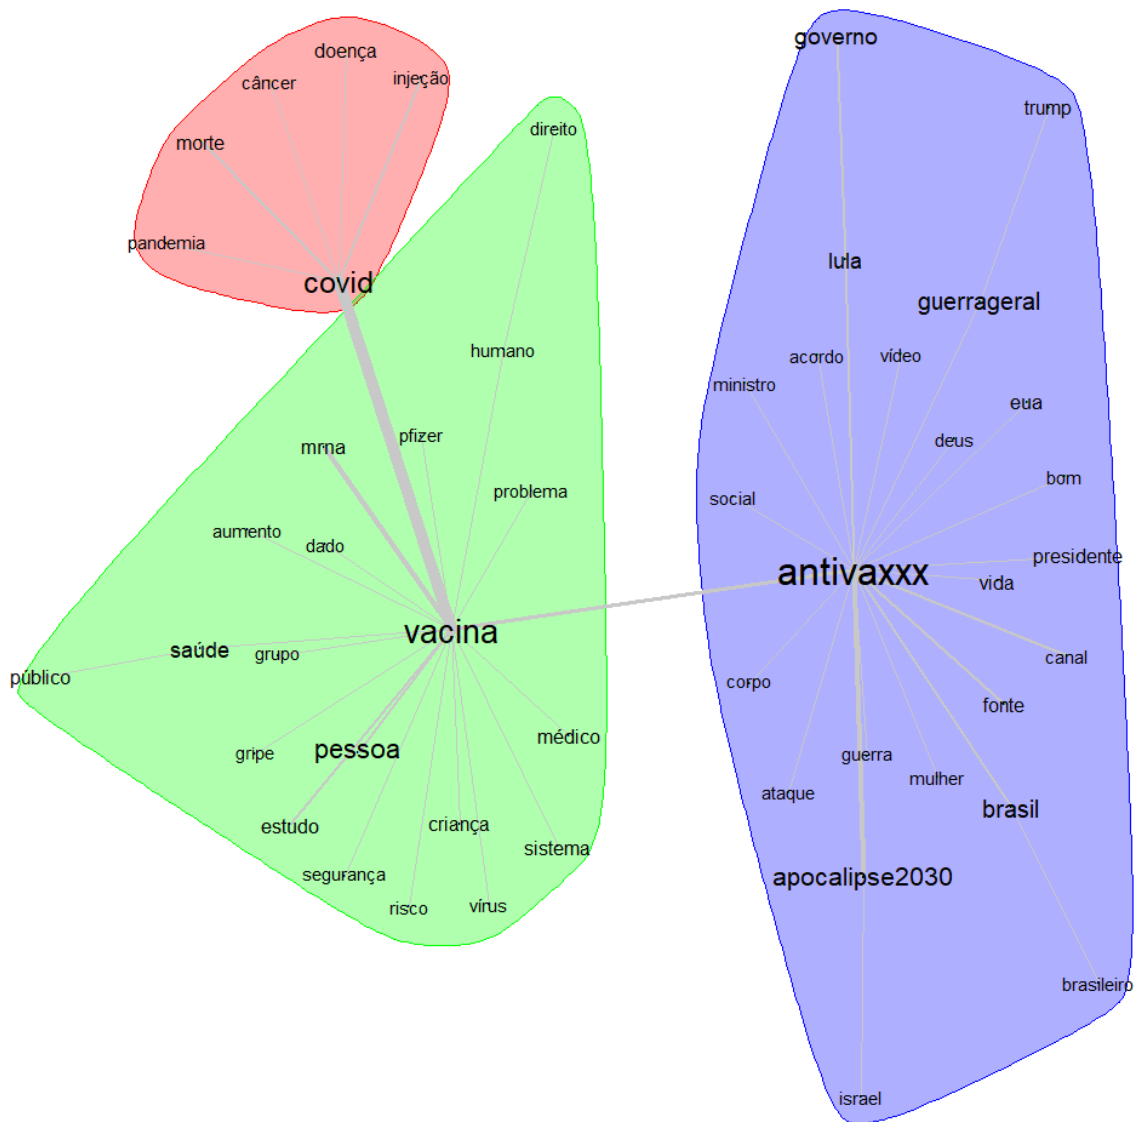 doença
câncer
injeção
morte
pandemia
covid
direito
humano
pfizer
mrna
problema
aumento
dado
vacina
saúde
grupo
público
gripe
pessoa
médico
estudo
criança
sistema
segurança
risco
vírus
governo
trump
lula
guerrageral
acordo
vídeo
ministro
eua
deus
bom
social
presidente
antivaxxx
vida
canal
corpo
fonte
guerra
mulher
ataque
brasil
apocalipse2030
brasileiro
israel